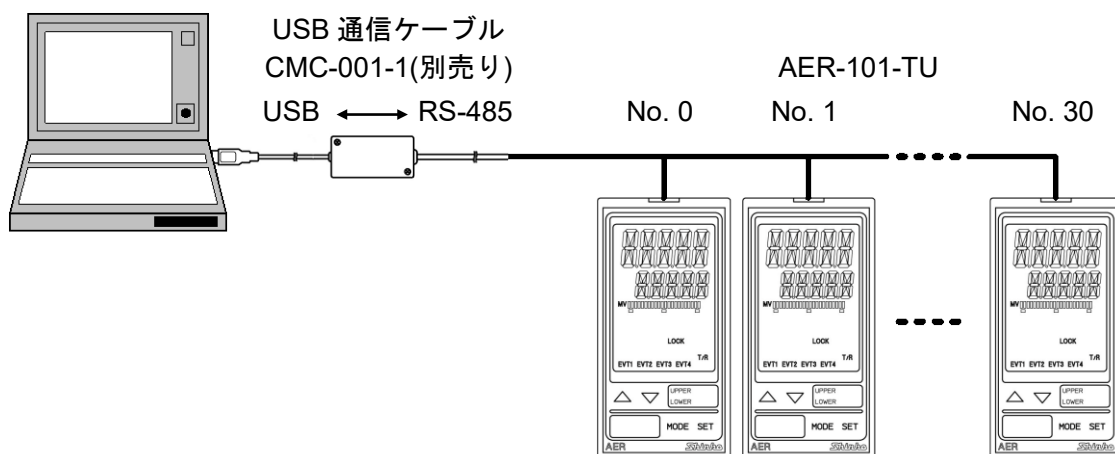 USB 通信ケーブル
CMC-001-1(別売り)
AER-101-TU
USB
RS-485
No. 0
No. 1
No. 30
MV
LOCK
T/R
EVT1 EVT2 EVT3 EVT4
UPPER
LOWER
MODE SET
AER
Shinko
MV
LOCK
T/R
EVT1 EVT2 EVT3 EVT4
UPPER
LOWER
MODE SET
AER
Shinko
MV
LOCK
T/R
EVT1 EVT2 EVT3 EVT4
UPPER
LOWER
MODE SET
AER
Shinko